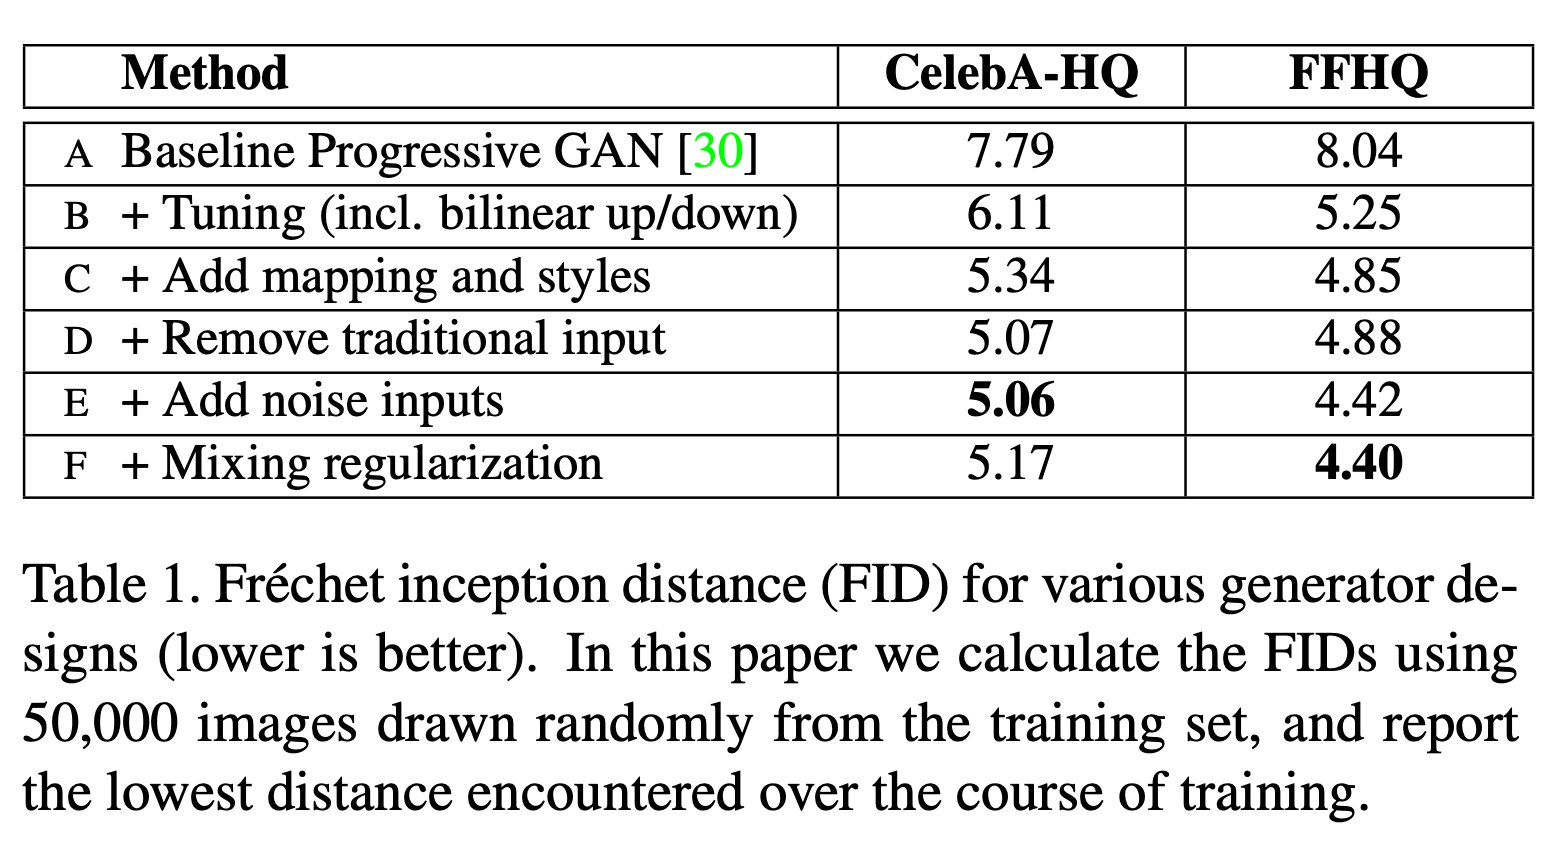 Method CelebA-HQ FFHQ
A Baseline Progressive GAN [30] 7.79 8.04
B + Tuning (incl. bilinear up/down) 6.11 5.25
C + Add mapping and styles 5.34 4.85
D + Remove traditional input 5.07 4.88
E + Add noise inputs 5.06 4.42
F + Mixing regularization 5.17 4.40
Table 1. Fréchet inception distance (FID) for various generator de-
signs (lower is better). In this paper we calculate the FIDs using
50,000 images drawn randomly from the training set, and report
the lowest distance encountered over the course of training.